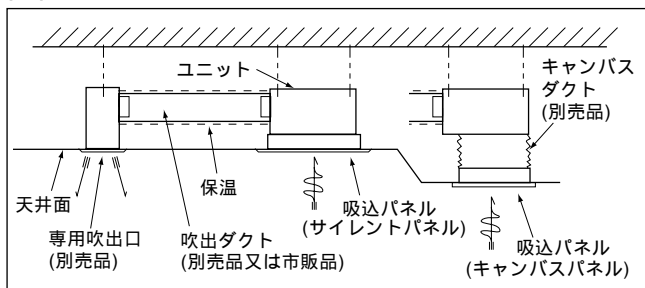 ユニット
キャンバス
ダクト
(別売品)
保温
天井面
専用吹出口
(別売品)
吹出ダクト
(別売品又は市販品)
吸込パネル
(サイレントパネル)
吸込パネル
(キャンバスパネル)